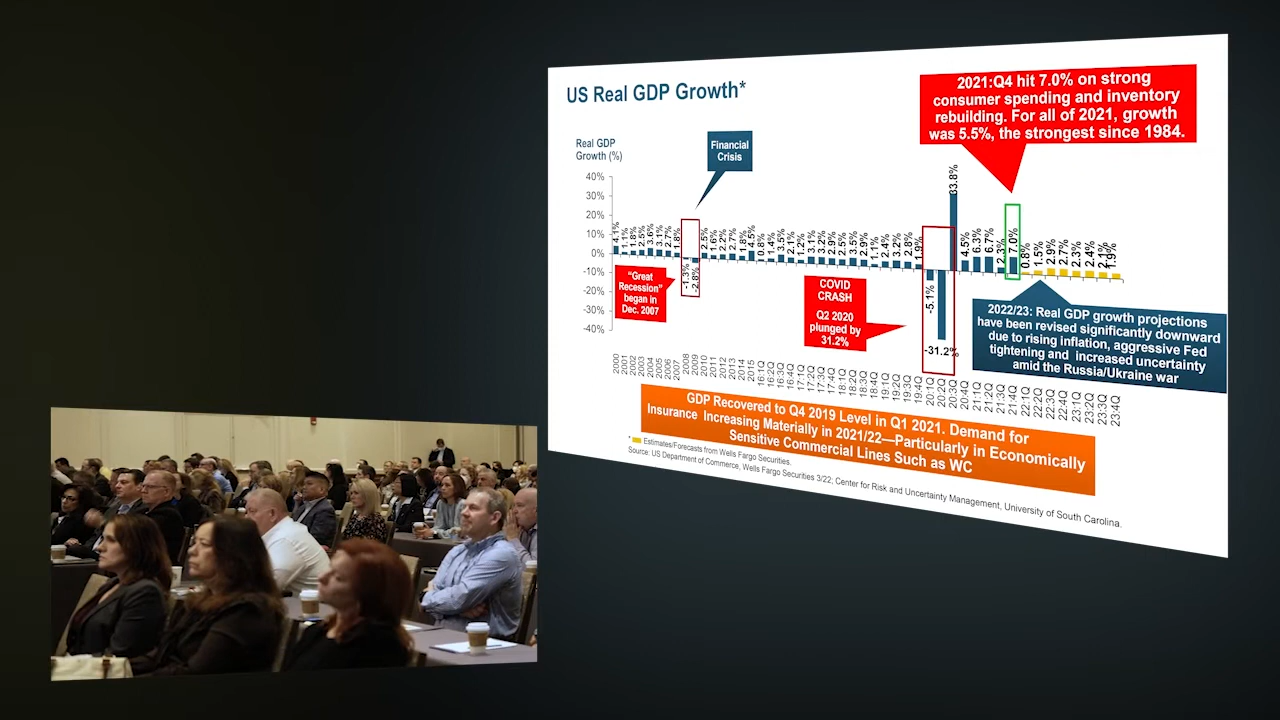 US Real GDP Growth*
2021:Q4 hit 7.0% on strong
consumer spending and inventory
rebuilding. For all of 2021, growth
was 5.5%, the strongest since 1984.
Real GDP
Growth (%)
Financial
Crisis
40%
30%
20%
10%
0%
-10%
-20%
-30%
-40%
4.1%
1.1%
1.8%
2.5%
3.6%
3.1%
2.7%
1.8%
-1.3%
-2.8%
2.5%
1.6%
2.2%
2.7%
1.8%
4.5%
0.8%
1.4%
3.5%
2.1%
1.2%
3.1%
3.2%
2.9%
2.5%
3.5%
2.9%
1.1%
2.4%
3.2%
2.8%
1.9%
-5.1%
-31.2%
33.8%
4.5%
6.3%
6.7%
2.3%
7.0%
0.8%
1.5%
2.9%
2.7%
2.3%
2.4%
2.1%
1.9%
"Great
Recession"
began in
Dec. 2007
COVID
CRASH
Q2 2020
plunged by
31.2%
2022/23: Real GDP growth projections
have been revised significantly downward
due to rising inflation, aggressive Fed
tightening and increased uncertainty
amid the Russia/Ukraine war
2000
2001
2002
2003
2004
2005
2006
2007
2008
2009
2010
2011
2012
2013
2014
2015
16:1Q
16:2Q
16:3Q
16:4Q
17:1Q
17:2Q
17:3Q
17:4Q
18:1Q
18:2Q
18:3Q
18:4Q
19:1Q
19:2Q
19:3Q
19:4Q
20:1Q
20:2Q
20:3Q
20:4Q
21:1Q
21:2Q
21:3Q
21:4Q
22:1Q
22:2Q
22:3Q
22:4Q
23:1Q
23:2Q
23:3Q
23:4Q
GDP Recovered to Q4 2019 Level in Q1 2021. Demand for
Insurance Increasing Materially in 2021/22—Particularly in Economically
Sensitive Commercial Lines Such as WC
* Estimates/Forecasts from Wells Fargo Securities.
Source: US Department of Commerce, Wells Fargo Securities 3/22; Center for Risk and Uncertainty Management, University of South Carolina.